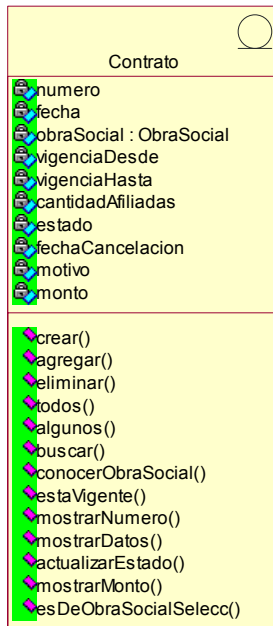 Contrato
numero
fecha
obraSocial : ObraSocial
vigenciaDesde
vigenciaHasta
cantidadAfiliadas
estado
fechaCancelacion
motivo
monto
crear()
agregar()
eliminar()
todos()
algunos()
buscar()
conocerObraSocial()
estaVigente()
mostrarNumero()
mostrarDatos()
actualizarEstado()
mostrarMonto()
esDeObraSocialSelecc()